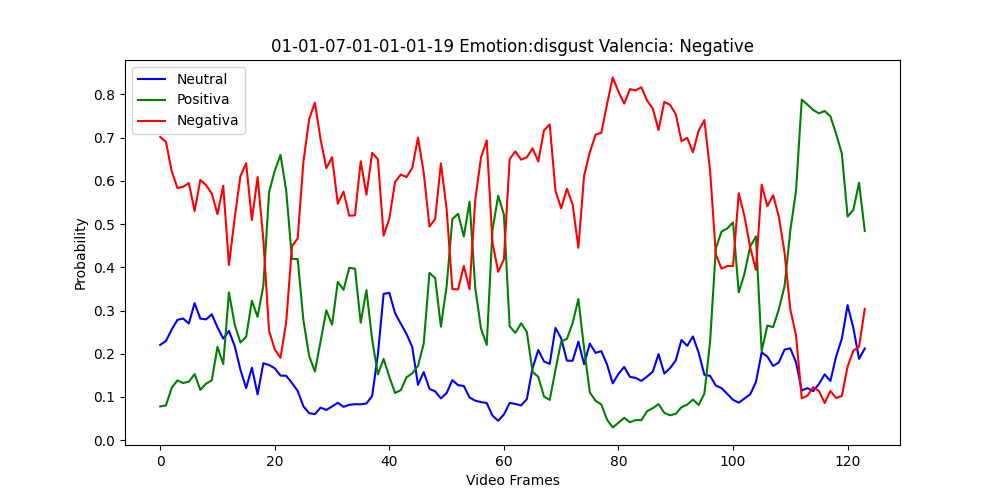 01-01-07-01-01-01-19 Emotion:disgust Valencia: Negative
Neutral
Positiva
Negativa
Probability
0.8
0.7
0.6
0.5
0.4
0.3
0.2
0.1
0.0
0 20 40 60 80 100 120
Video Frames